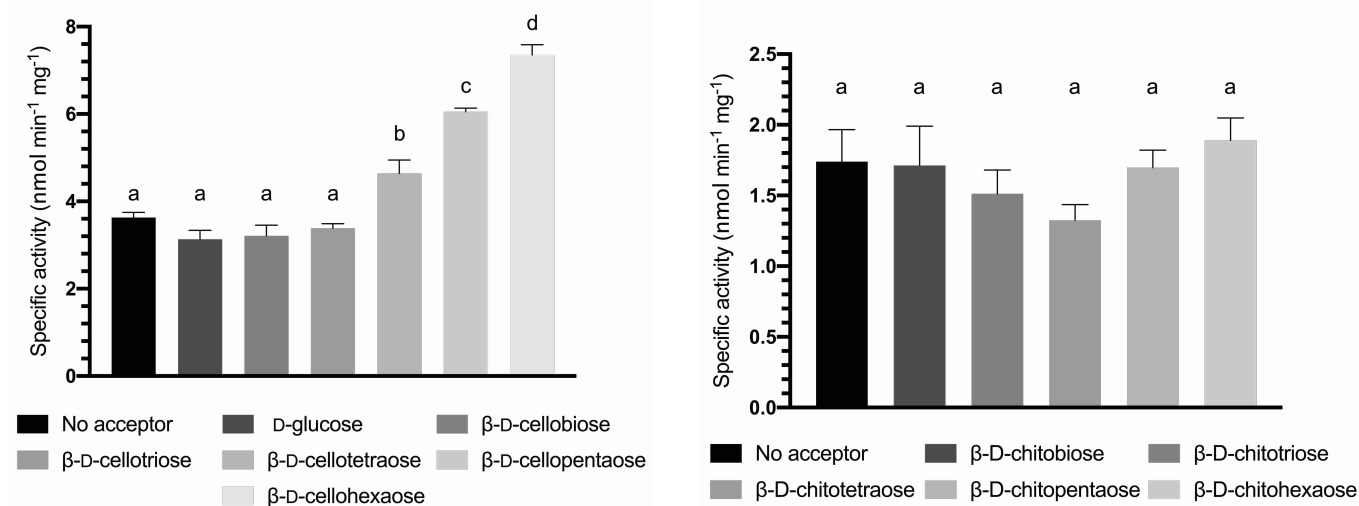 Specific activity (nmol min⁻¹ mg⁻¹)
8
6
4
2
0
a
a
a
a
b
c
d
No acceptor
D-glucose
β-D-cellobiose
β-D-cellotriose
β-D-cellotetraose
β-D-cellopentaose
β-D-cellohexaose
Specific activity (nmol min⁻¹ mg⁻¹)
2.5
2.0
1.5
1.0
0.5
0.0
a
a
a
a
a
a
No acceptor
β-D-chitobiose
β-D-chitotriose
β-D-chitotetraose
β-D-chitopentaose
β-D-chitohexaose